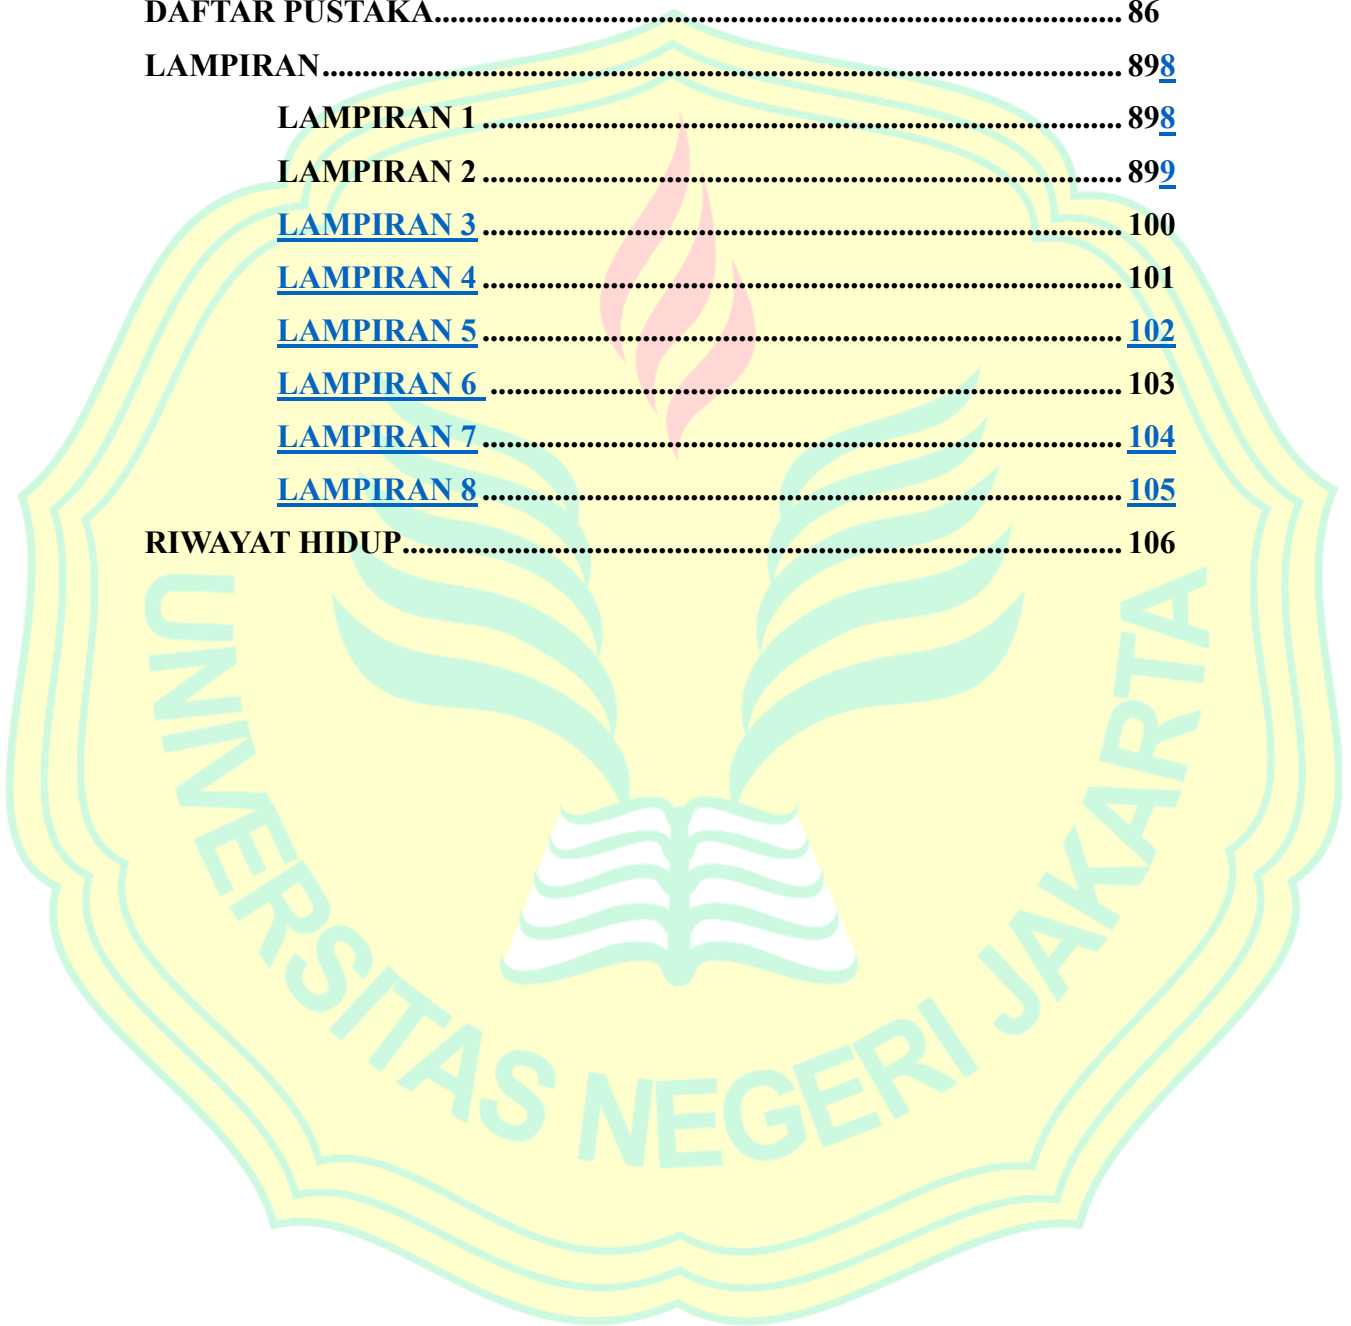 DAFTAR PUSTAKA..................................................................................... 86
LAMPIRAN................................................................................................... 898
LAMPIRAN 1 ............................................................................... 898
LAMPIRAN 2 ............................................................................... 899
LAMPIRAN 3 ............................................................................... 100
LAMPIRAN 4 ............................................................................... 101
LAMPIRAN 5 ............................................................................... 102
LAMPIRAN 6 .............................................................................. 103
LAMPIRAN 7 ............................................................................... 104
LAMPIRAN 8 ............................................................................... 105
RIWAYAT HIDUP......................................................................................... 106
UNIVERSITAS NEGERI JAKARTA